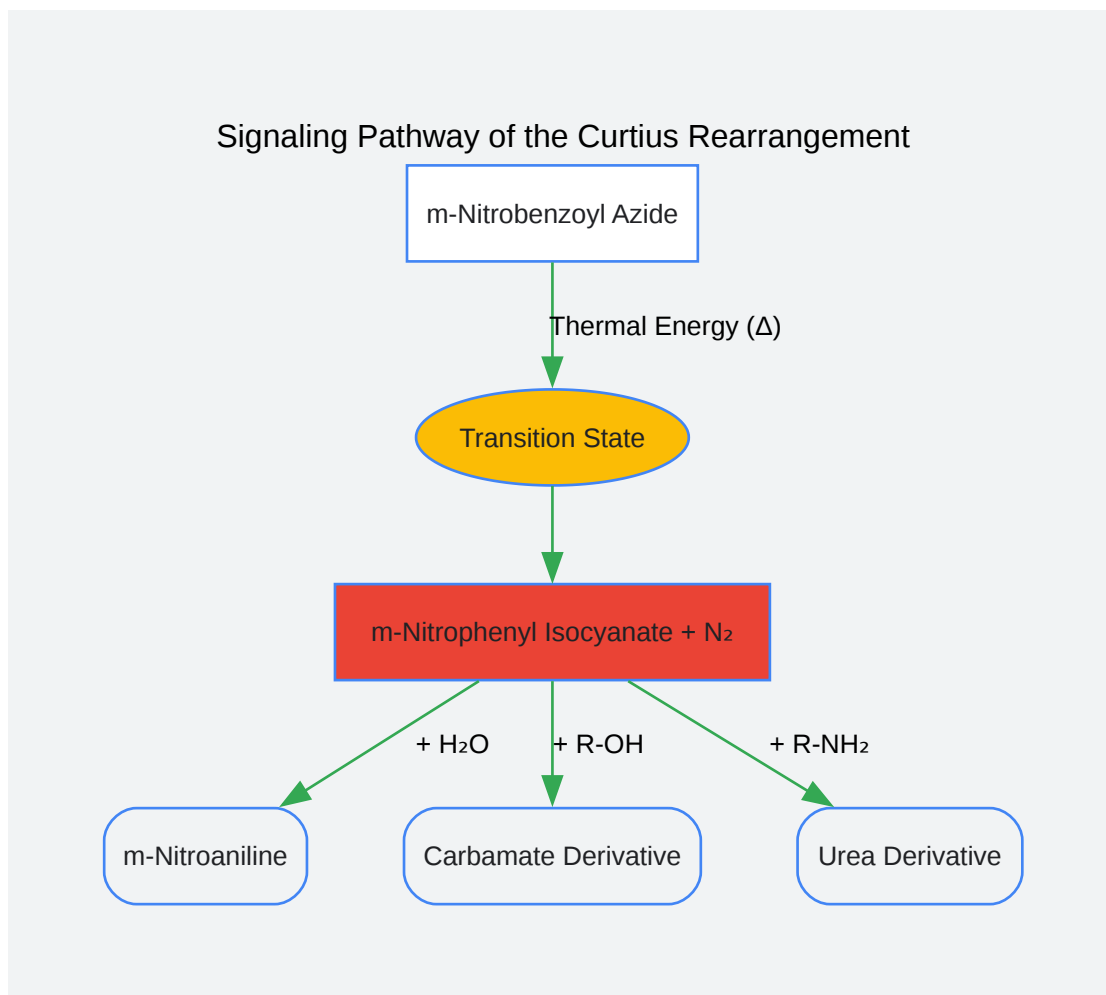 Signaling Pathway of the Curtius Rearrangement
m-Nitrobenzoyl Azide
Thermal Energy (Δ)
Transition State
m-Nitrophenyl Isocyanate + N₂
+ H₂O
+ R-OH
+ R-NH₂
m-Nitroaniline
Carbamate Derivative
Urea Derivative